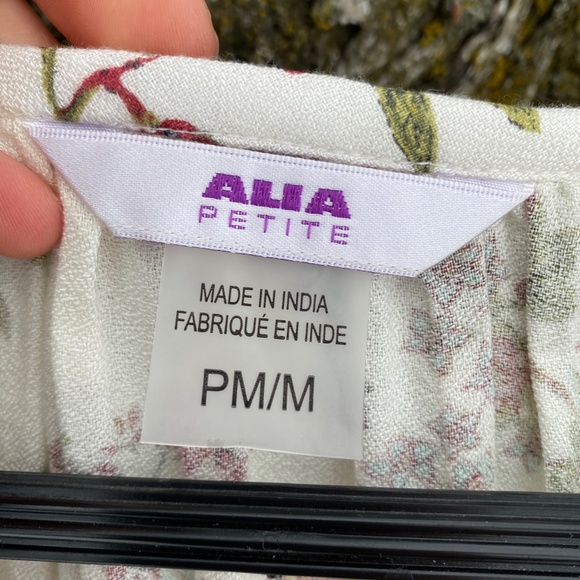 ALIA
PETITE
MADE IN INDIA
FABRIQUÉ EN INDE
PM/M